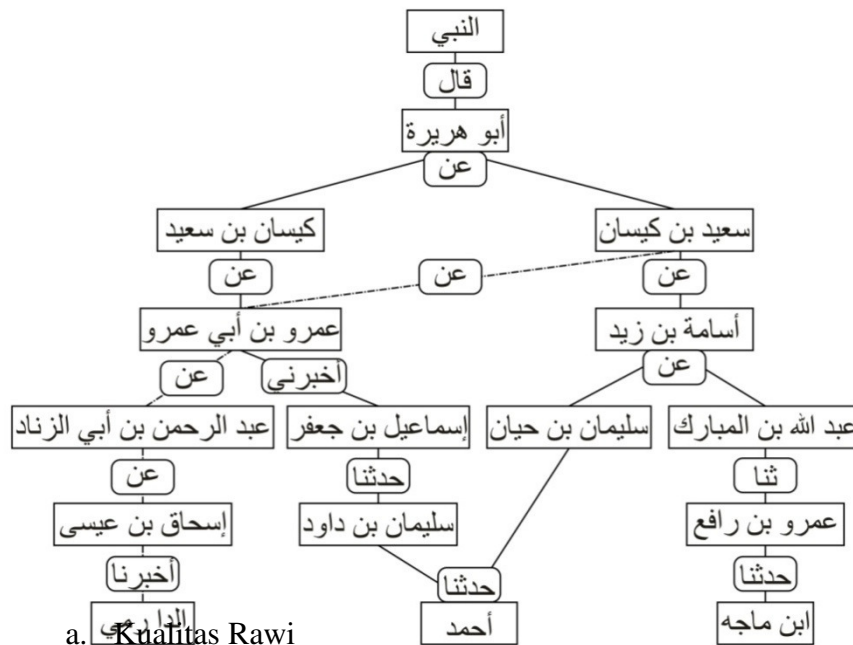 النبي
قال
أبو هريرة
عن
كيسان بن سعيد
سعيد بن كيسان
عن
عن
عن
عمرو بن أبي عمرو
أسامة بن زيد
عن
أخبرني
عن
عبد الرحمن بن أبي الزناد
إسماعيل بن جعفر
سليمان بن حيان
عبد الله بن المبارك
عن
حدثنا
ثنا
إسحاق بن عيسى
سليمان بن داود
عمرو بن رافع
أخبرنا
حدثنا
حدثنا
الدارمي
أحمد
ابن ماجه
a. Kualitas Rawi